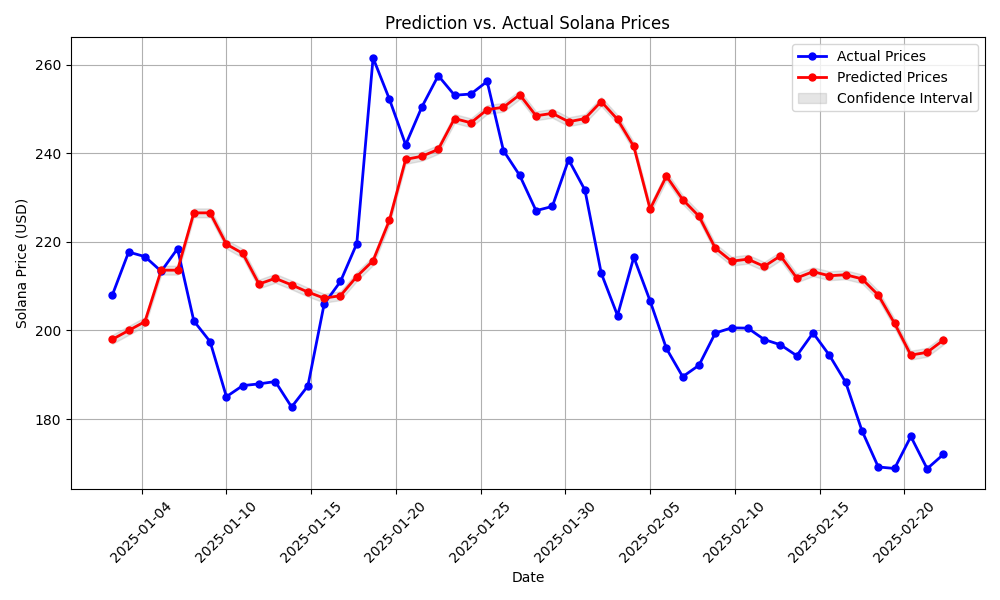 Prediction vs. Actual Solana Prices
Actual Prices
Predicted Prices
Confidence Interval
260
240
220
200
180
Solana Price (USD)
2025-01-04
2025-01-10
2025-01-15
2025-01-20
2025-01-25
2025-01-30
2025-02-05
2025-02-10
2025-02-15
2025-02-20
Date